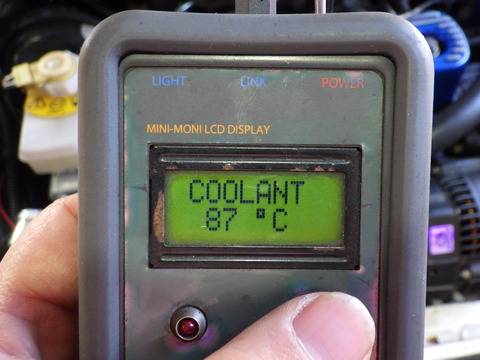 LIGHT LINK POWER
MINI-MONI LCD DISPLAY
COOLANT
87 °C